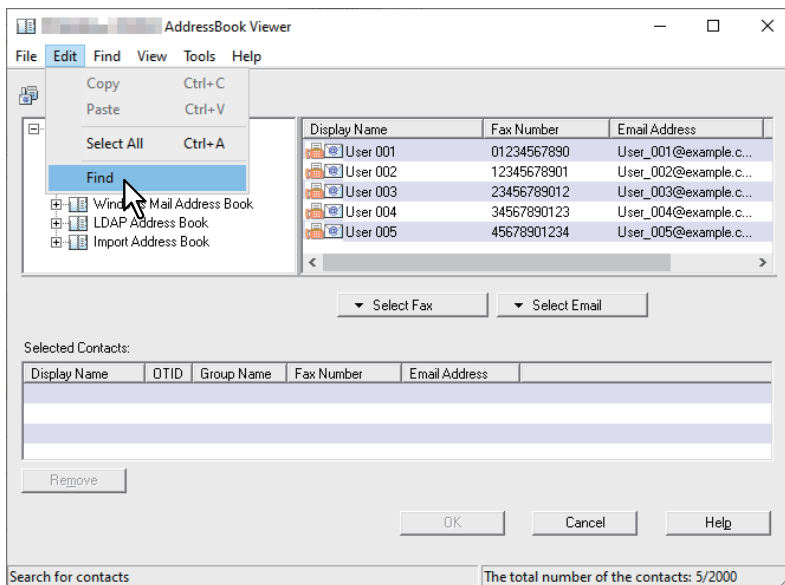 AddressBook Viewer
File Edit Find View Tools Help
Copy Ctrl+C
Paste Ctrl+V
Select All Ctrl+A
Find
Mail Address Book
LDAP Address Book
Import Address Book
Display Name Fax Number Email Address
User 001 01234567890 User_001@example.c...
User 002 12345678901 User_002@example.c...
User 003 23456789012 User_003@example.c...
User 004 34567890123 User_004@example.c...
User 005 45678901234 User_005@example.c...
Select Fax Select Email
Selected Contacts:
Display Name OTID Group Name Fax Number Email Address
Remove
OK Cancel Help
Search for contacts The total number of the contacts: 5/2000